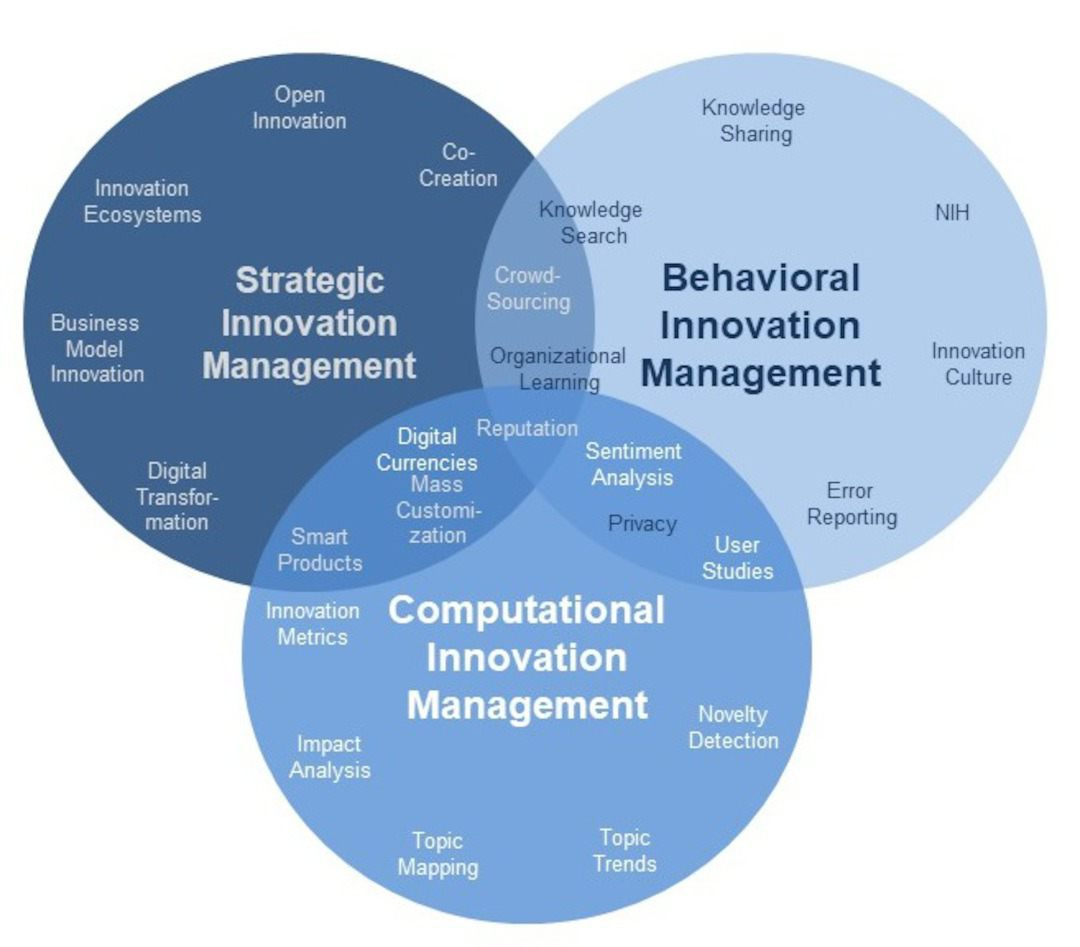 Open
Innovation
Co-
Creation
Innovation
Ecosystems
Strategic
Innovation
Management
Business
Model
Innovation
Digital
Transfor-
mation
Knowledge
Search
Crowd-
Sourcing
Organizational
Learning
Knowledge
Sharing
NIH
Behavioral
Innovation
Management
Innovation
Culture
Error
Reporting
Reputation
Digital
Currencies
Mass
Customi-
zation
Smart
Products
Sentiment
Analysis
Privacy
User
Studies
Innovation
Metrics
Computational
Innovation
Management
Novelty
Detection
Impact
Analysis
Topic
Mapping
Topic
Trends